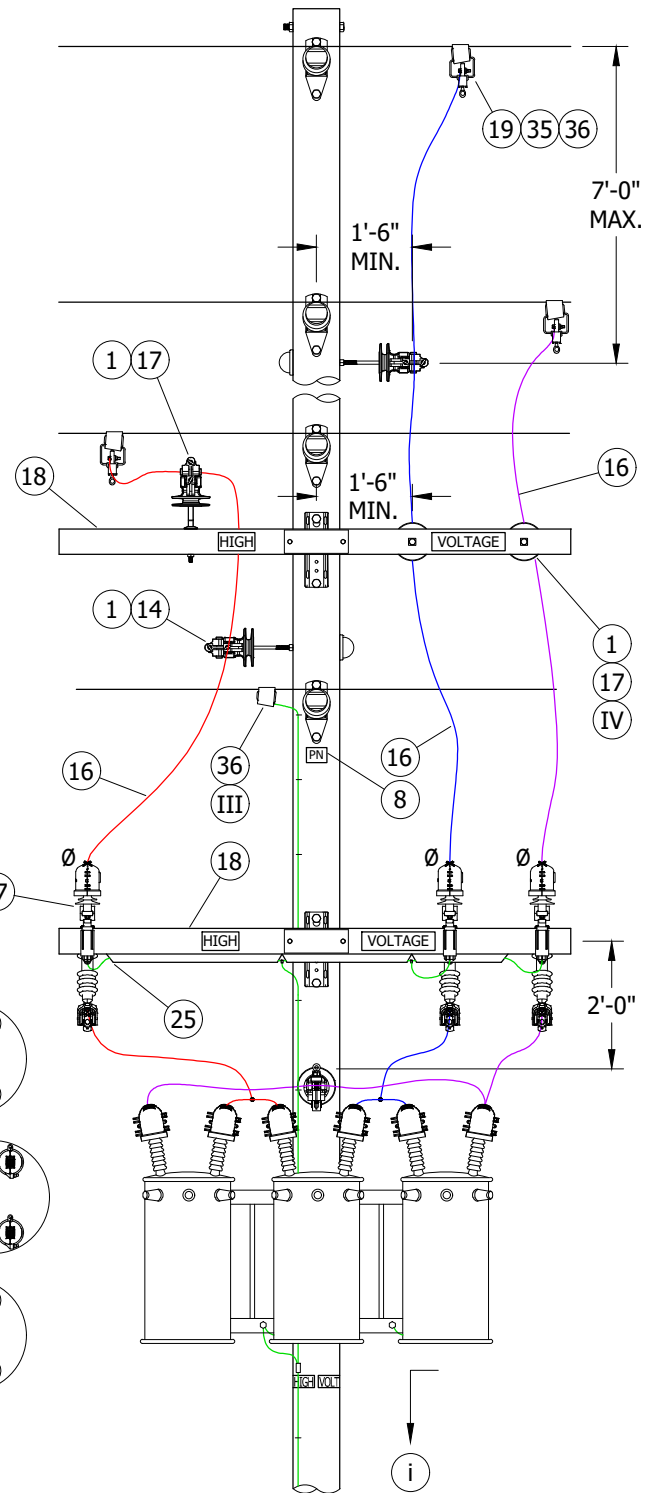 19 35 36
7'-0"
MAX.
1'-6"
MIN.
1 17
16
18
1'-6"
MIN.
HIGH
VOLTAGE
1 14
1
17
IV
16
36
III
PN
16
8
Ø
Ø
Ø
18
7
HIGH
VOLTAGE
25
2'-0"
HIGH VOLT
i